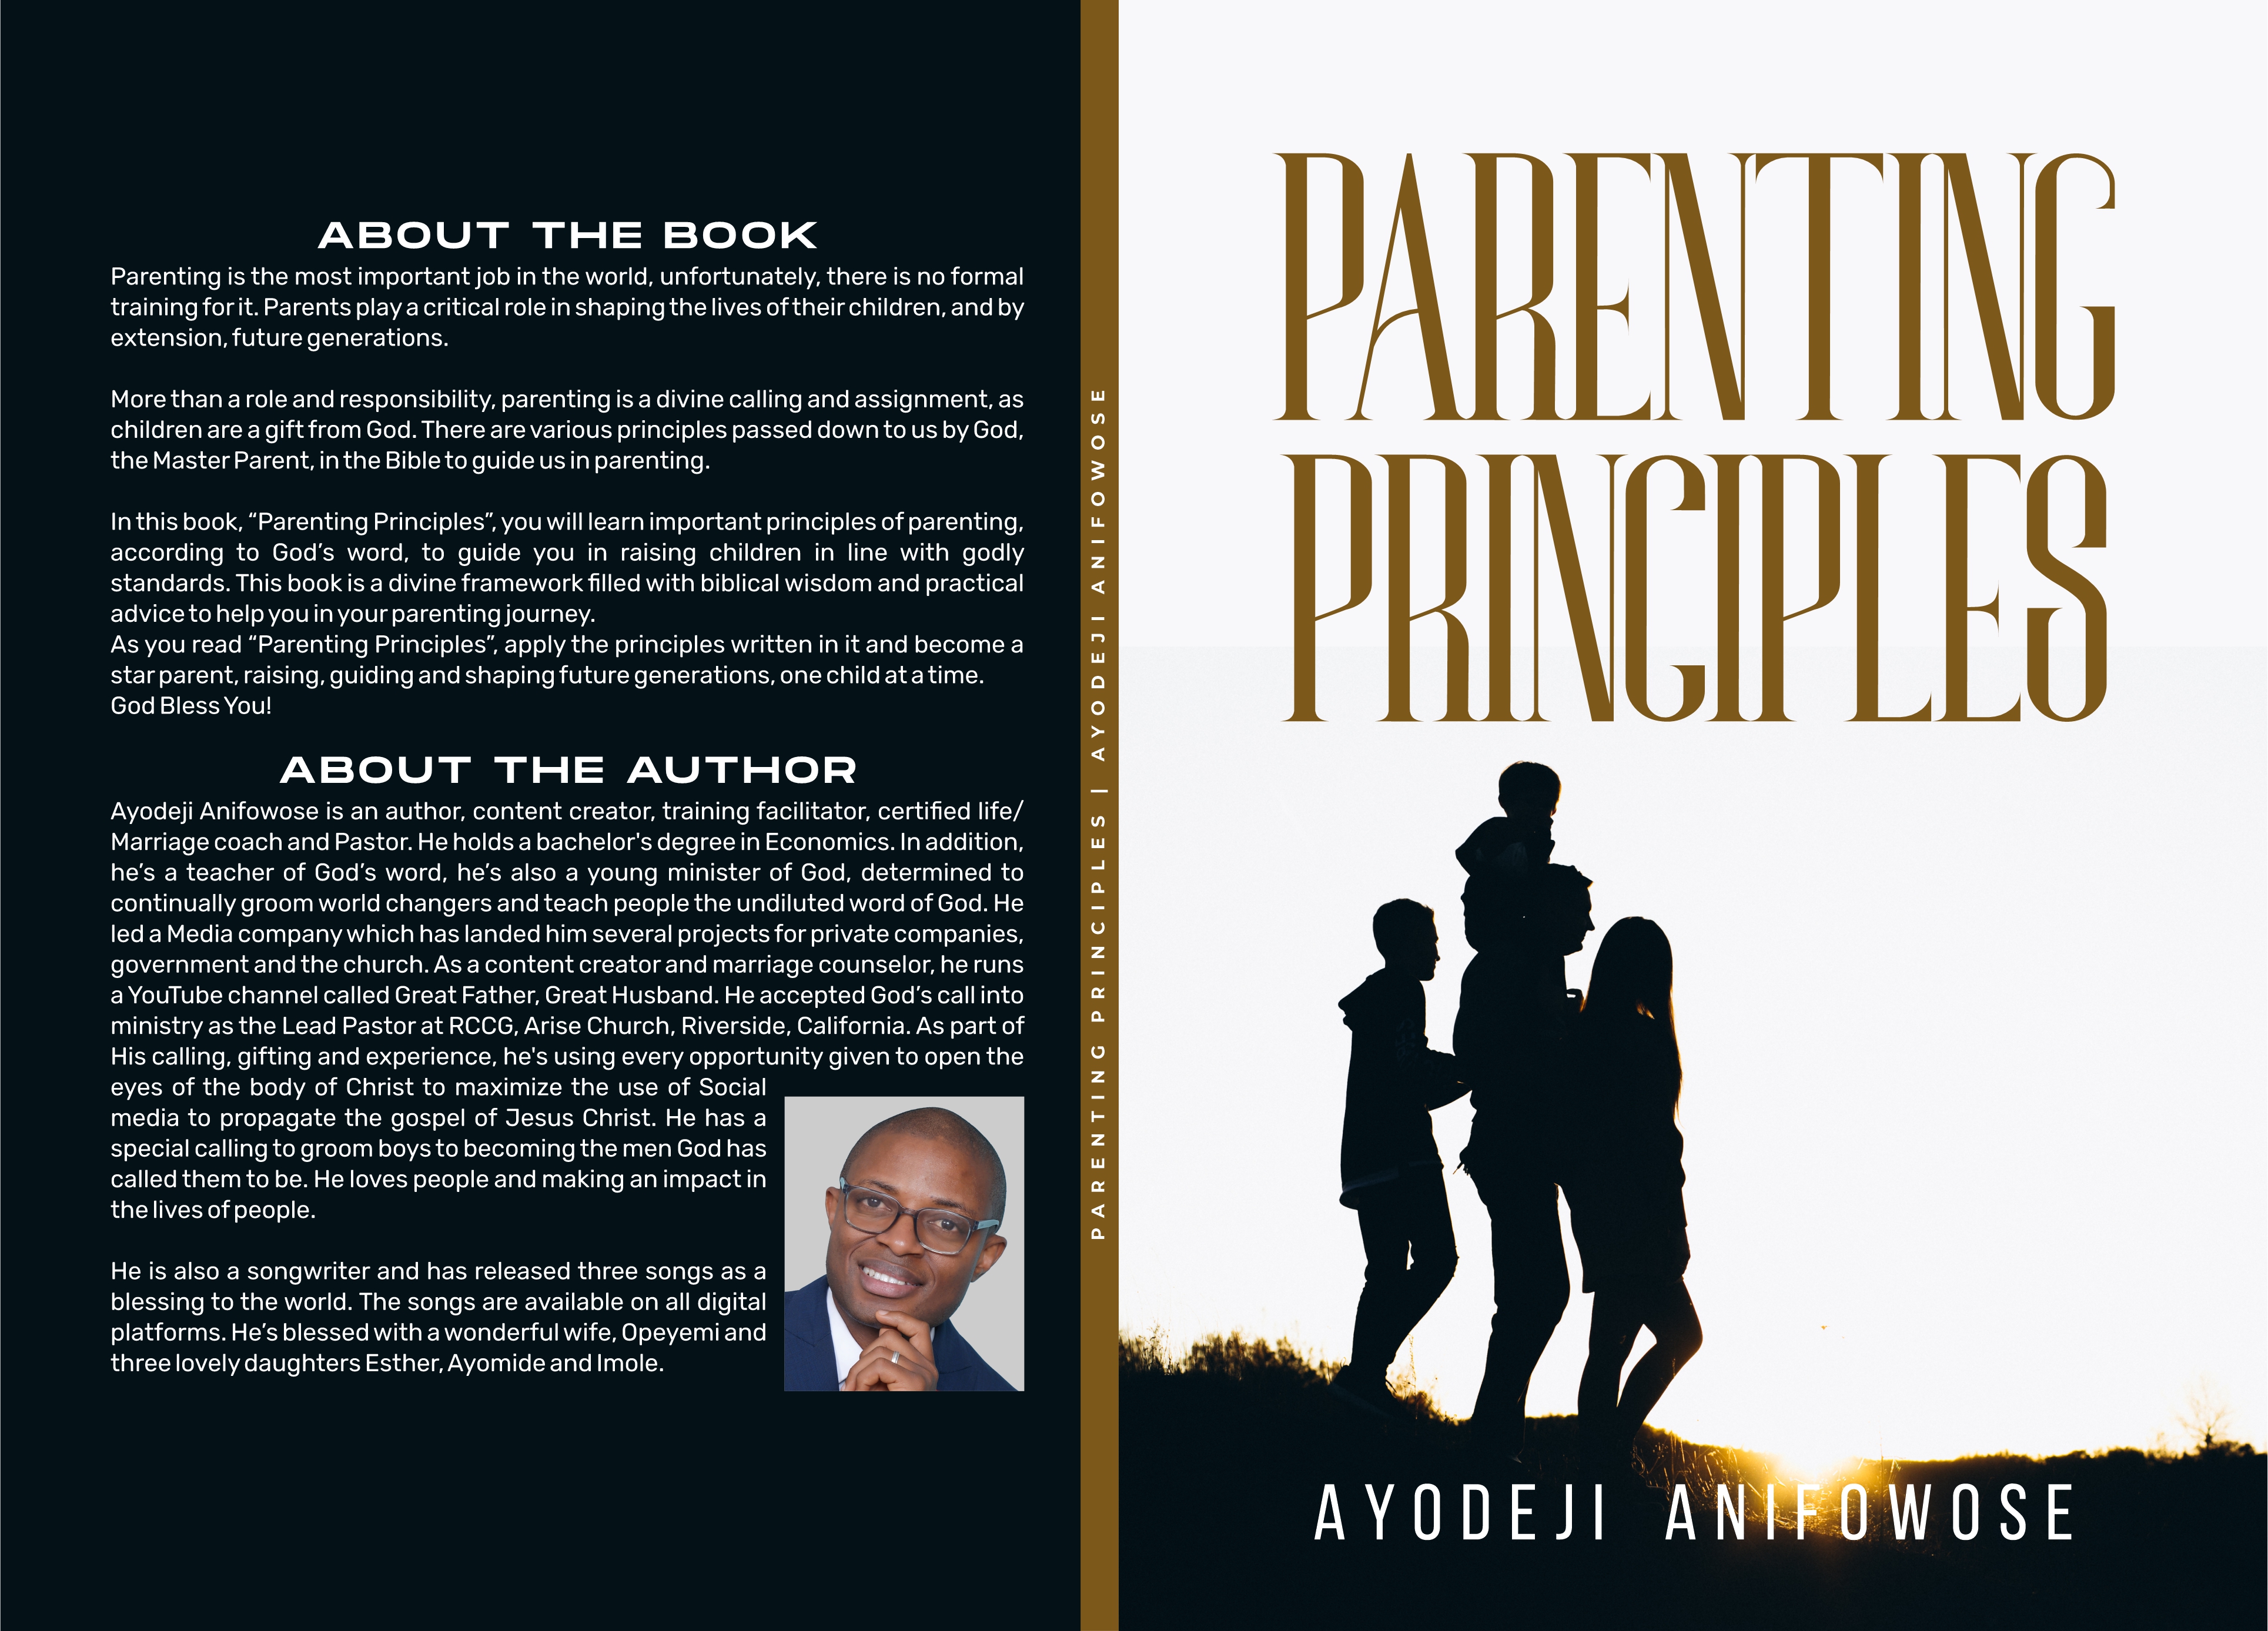 ABOUT THE BOOK
Parenting is the most important job in the world, unfortunately, there is no formal
training for it. Parents play a critical role in shaping the lives of their children, and by
extension, future generations.
More than a role and responsibility, parenting is a divine calling and assignment, as
children are a gift from God. There are various principles passed down to us by God,
the Master Parent, in the Bible to guide us in parenting.
In this book, “Parenting Principles”, you will learn important principles of parenting,
according to God’s word, to guide you in raising children in line with godly
standards. This book is a divine framework filled with biblical wisdom and practical
advice to help you in your parenting journey.
As you read “Parenting Principles”, apply the principles written in it and become a
star parent, raising, guiding and shaping future generations, one child at a time.
God Bless You!
ABOUT THE AUTHOR
Ayodeji Anifowose is an author, content creator, training facilitator, certified life/
Marriage coach and Pastor. He holds a bachelor's degree in Economics. In addition,
he’s a teacher of God’s word, he’s also a young minister of God, determined to
continually groom world changers and teach people the undiluted word of God. He
led a Media company which has landed him several projects for private companies,
government and the church. As a content creator and marriage counselor, he runs
a YouTube channel called Great Father, Great Husband. He accepted God’s call into
ministry as the Lead Pastor at RCCG, Arise Church, Riverside, California. As part of
His calling, gifting and experience, he's using every opportunity given to open the
eyes of the body of Christ to maximize the use of Social
media to propagate the gospel of Jesus Christ. He has a
special calling to groom boys to becoming the men God has
called them to be. He loves people and making an impact in
the lives of people.
He is also a songwriter and has released three songs as a
blessing to the world. The songs are available on all digital
platforms. He’s blessed with a wonderful wife, Opeyemi and
three lovely daughters Esther, Ayomide and Imole.
PARENTING PRINCIPLES | AYODEJI ANIFOWOSE
PARENTING
PRINCIPLES
AYODEJI ANIFOWOSE